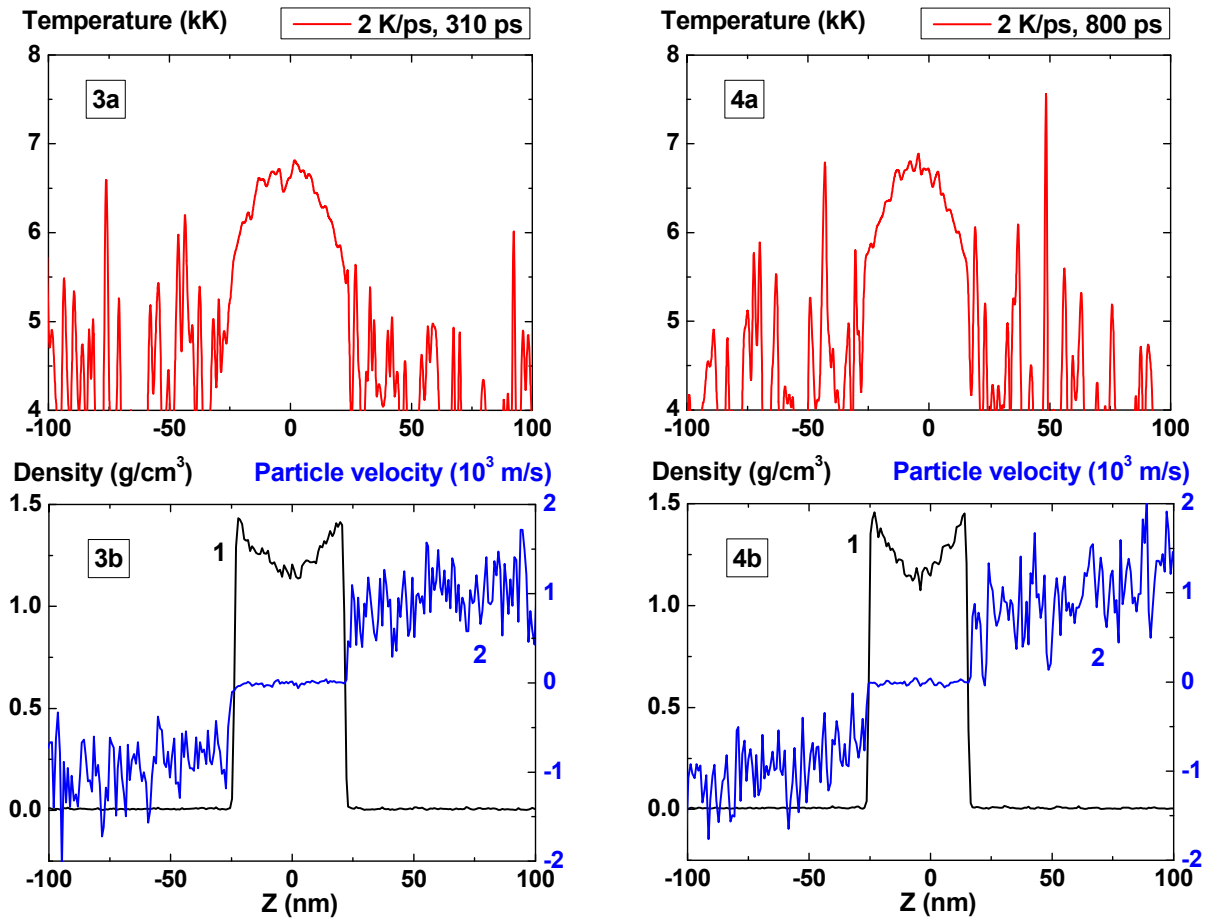 Temperature (kK)
2 K/ps, 310 ps
8
7
6
5
4
3a
-100 -50 0 50 100
Temperature (kK)
2 K/ps, 800 ps
8
7
6
5
4
4a
-100 -50 0 50 100
Density (g/cm³)
Particle velocity (10³ m/s)
1.5
1.0
0.5
0.0
2
1
0
-1
-2
3b
1
2
-100 -50 0 50 100
Z (nm)
Density (g/cm³)
Particle velocity (10³ m/s)
1.5
1.0
0.5
0.0
2
1
0
-1
-2
4b
1
2
-100 -50 0 50 100
Z (nm)